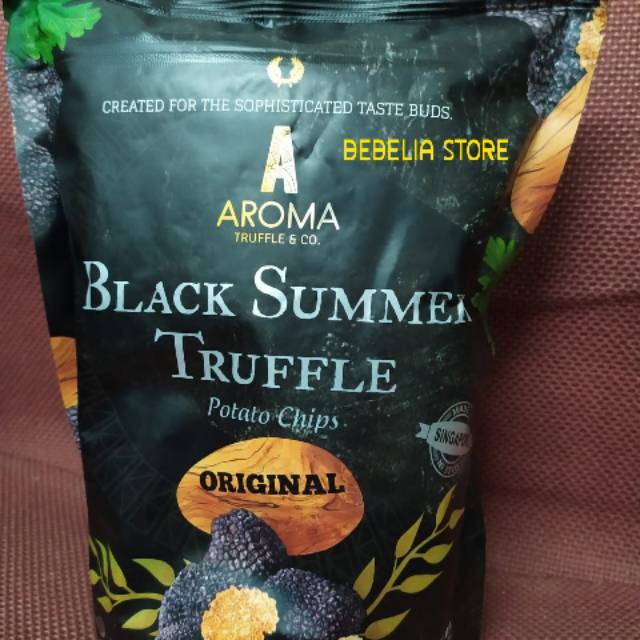 CREATED FOR THE SOPHISTICATED TASTE BUDS.
BEBELIA STORE
A
AROMA
TRUFFLE & CO.
BLACK SUMMER
TRUFFLE
Potato Chips
SINGAPORE
ORIGINAL